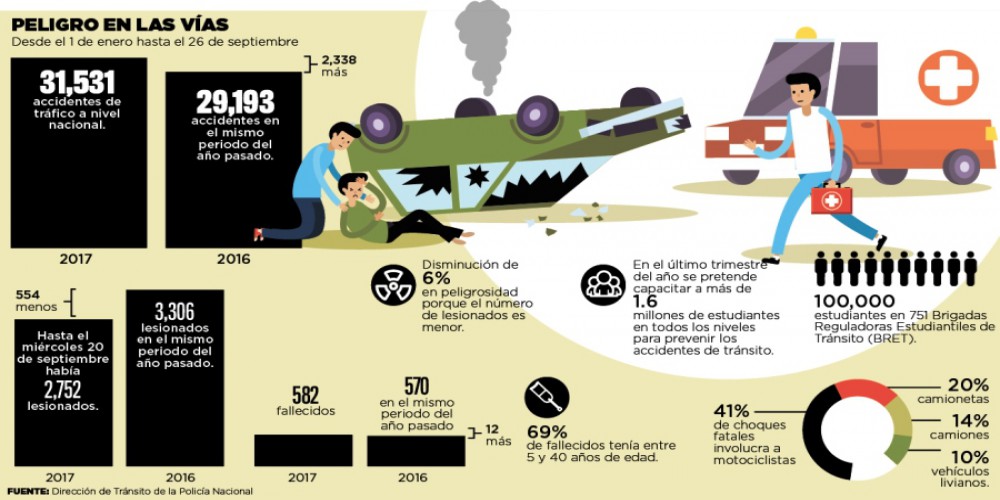 PELIGRO EN LAS VÍAS
Desde el 1 de enero hasta el 26 de septiembre
31,531
accidentes de
tráfico a nivel
nacional.
2017
29,193
accidentes en
el mismo
periodo del
año pasado.
2016
2,338
más
554
menos
Hasta el
miércoles 20
de septiembre
había
2,752
lesionados.
2017
3,306
lesionados
en el mismo
periodo del
año pasado.
2016
Disminución de
6%
en peligrosidad
porque el número
de lesionados es
menor.
En el último trimestre
del año se pretende
capacitar a más de
1.6
millones de estudiantes
en todos los niveles
para prevenir los
accidentes de tránsito.
100,000
estudiantes en 751 Brigadas
Reguladoras Estudiantiles de
Tránsito (BRET).
582
fallecidos
2017
570
en el mismo
periodo del
año pasado
2016
12
más
69%
de fallecidos tenía entre
5 y 40 años de edad.
41%
de choques
fatales
involucra a
motociclistas
20%
camionetas
14%
camiones
10%
vehículos
livianos.
FUENTE: Dirección de Tránsito de la Policía Nacional